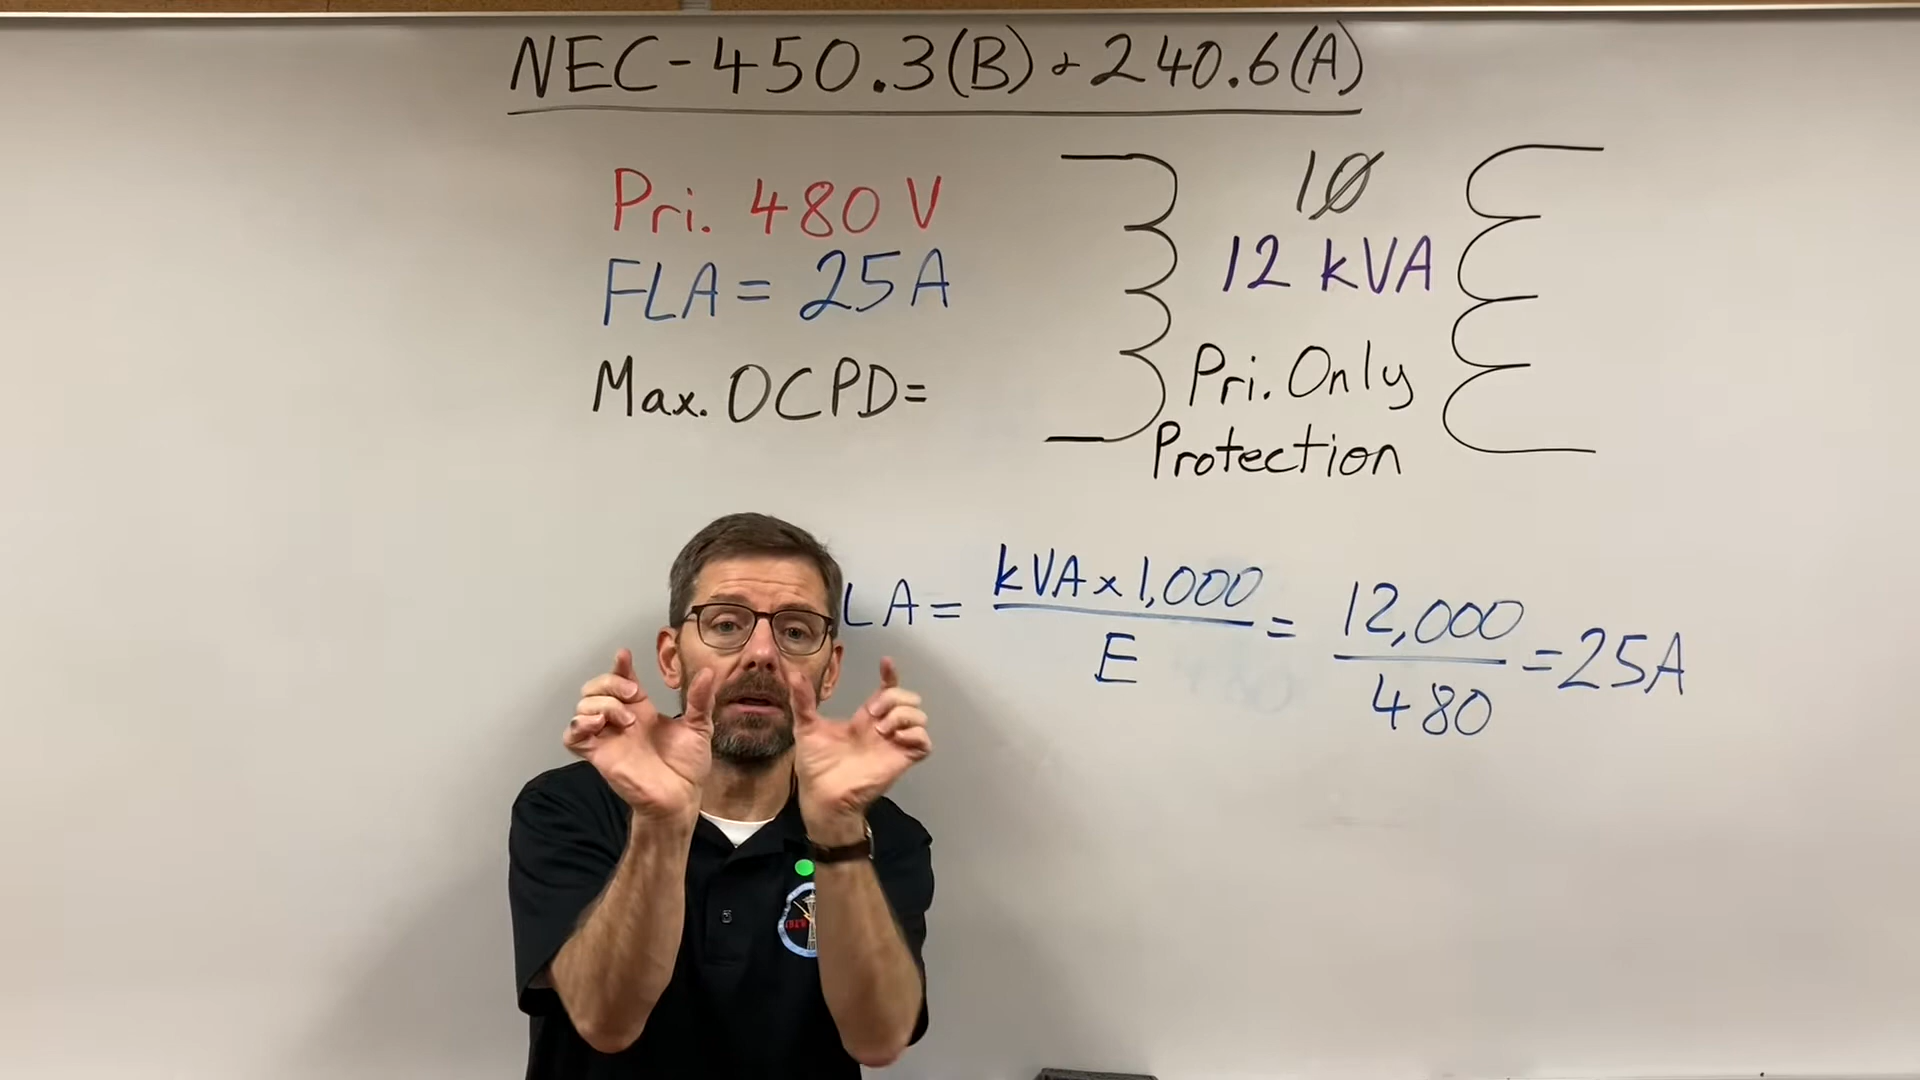 NEC-450.3(B) + 240.6(A)
Pri. 480 V
FLA = 25A
Max. OCPD=
1Ø
12 kVA
Pri. Only
Protection
LA = kVA x 1,000 / E = 12,000 / 480 = 25A